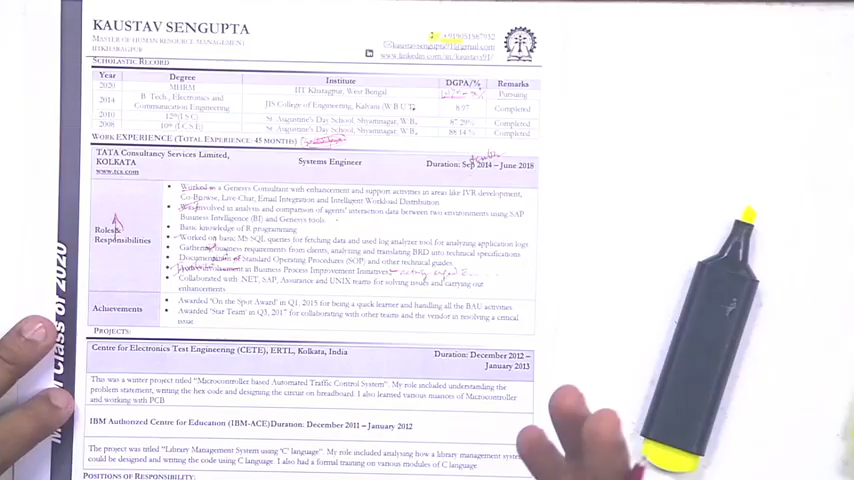 KAUSTAV SENGUPTA
MASTER OF HUMAN RESOURCE MANAGEMENT
IIT KHARAGPUR
+919051887932
kaustavsengupta91@gmail.com
www.linkedin.com/in/kaustavs91/
SCHOLASTIC RECORD
Year Degree Institute DGPA/% Remarks
2020 MHRM IIT Kharagpur, West Bengal Pursuing
2014 B. Tech., Electronics and Communication Engineering JIS College of Engineering, Kalyani (W.B.U.T) 8.97 Completed
2010 12th (I.S.C) St. Augustine's Day School, Shyamnagar, W.B. 87.29% Completed
2008 10th (I.C.S.E) St. Augustine's Day School, Shyamnagar, W.B. 88.14% Completed
WORK EXPERIENCE (TOTAL EXPERIENCE: 45 MONTHS)
TATA Consultancy Services Limited, Systems Engineer Duration: Sep 2014 – June 2018
KOLKATA
www.tcs.com
Roles& Responsibilities
• Worked as a Genesys Consultant with enhancement and support activities in areas like IVR development,
Co-Browse, Live-Chat, Email Integration and Intelligent Workload Distribution
• Was involved in analysis and comparison of agents' interaction data between two environments using SAP
Business Intelligence (BI) and Genesys tools.
• Basic knowledge of R programming
• Worked on basic MS SQL queries for fetching data and used log analyzer tool for analyzing application logs
• Gathering business requirements from clients, analyzing and translating BRD into technical specifications
• Documentation of Standard Operating Procedures (SOP) and other technical guides
• in Business Process Improvement Initiatives
• Collaborated with .NET, SAP, Assurance and UNIX teams for solving issues and carrying out
enhancements
Achievements
• Awarded 'On the Spot Award' in Q1, 2015 for being a quick learner and handling all the BAU activities
• Awarded 'Star Team' in Q3, 2017 for collaborating with other teams and the vendor in resolving a critical
issue
PROJECTS:
Centre for Electronics Test Engineering (CETE), ERTL, Kolkata, India Duration: December 2012 –
January 2013
This was a winter project titled "Microcontroller based Automated Traffic Control System". My role included understanding the
problem statement, writing the hex code and designing the circuit on breadboard. I also learned various nuances of Microcontroller
and working with PCB
IBM Authorized Centre for Education (IBM-ACE)Duration: December 2011 – January 2012
The project was titled "Library Management System using 'C' language". My role included analysing how a library management
could be designed and writing the code using C language. I also had a formal training on various modules of C language
POSITIONS OF RESPONSIBILITY:
Class of 2020